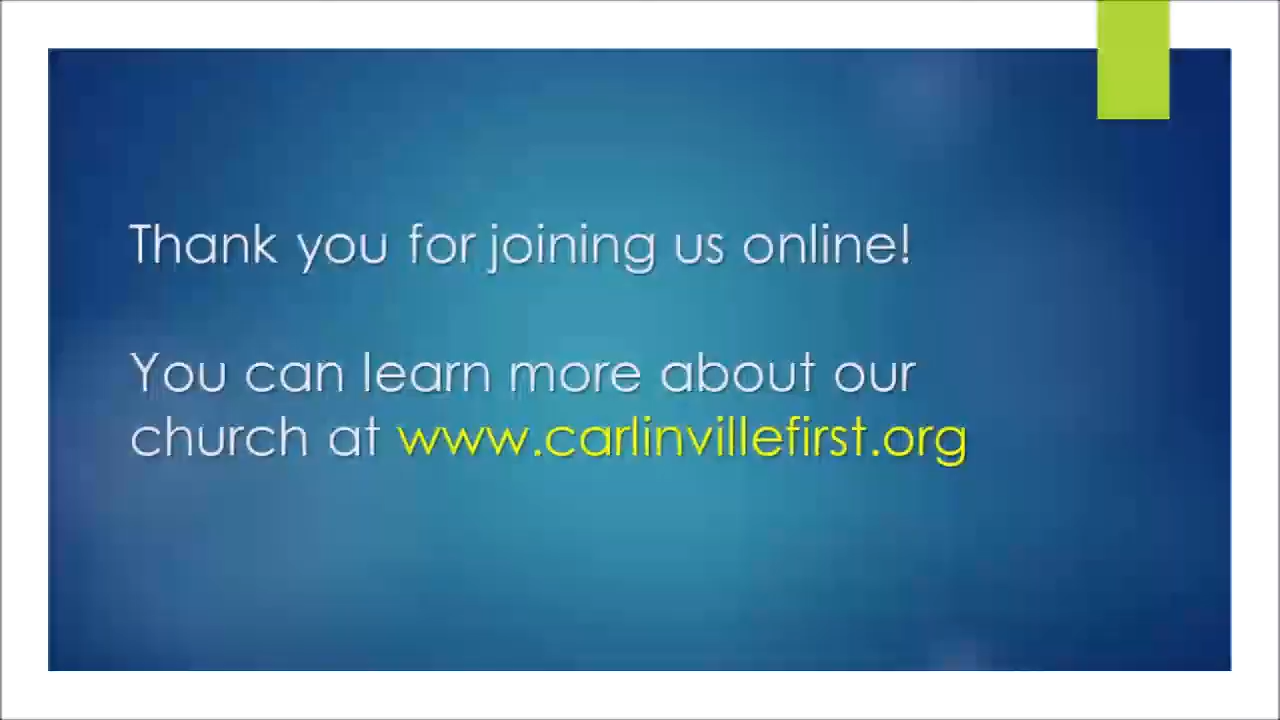 Thank you for joining us online!
You can learn more about our
church at www.carlinvillefirst.org